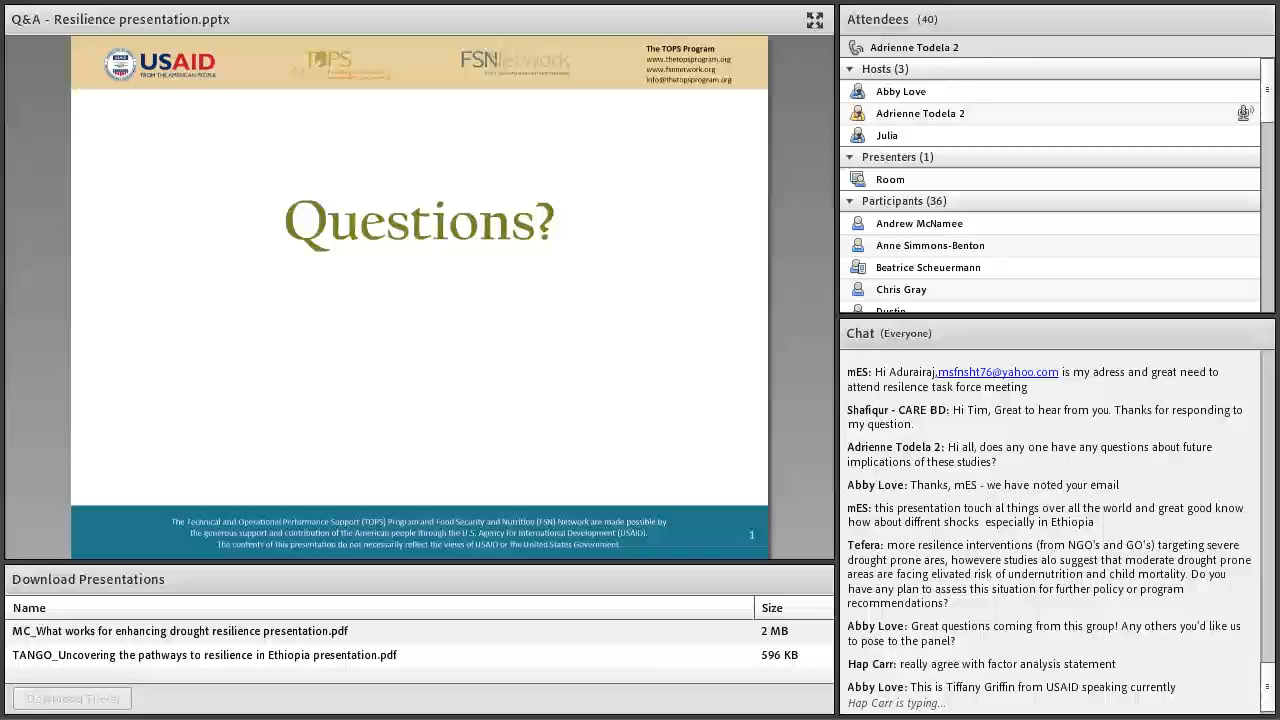 Q&A - Resilience presentation.pptx
USAID
FROM THE AMERICAN PEOPLE
TOPS
FSNNetwork
The TOPS Program
www.thetopsprogram.org
www.fsnnetwork.org
info@thetopsprogram.org
Questions?
The Technical and Operational Performance Support (TOPS) Program and Food Security and Nutrition (FSN) Network are made possible by
the generous support and contribution of the American people through the U.S. Agency for International Development (USAID).
The contents of this presentation do not necessarily reflect the views of USAID or the United States Government.
1
Download Presentations
Name
Size
MC_What works for enhancing drought resilience presentation.pdf
2 MB
TANGO_Uncovering the pathways to resilience in Ethiopia presentation.pdf
596 KB
Download File(s)
Attendees (40)
Adrienne Todela 2
Hosts (3)
Abby Love
Adrienne Todela 2
Julia
Presenters (1)
Room
Participants (36)
Andrew McNamee
Anne Simmons-Benton
Beatrice Scheuermann
Chris Gray
Dustin
Chat (Everyone)
mES: Hi Adurairaj,msfnsht76@yahoo.com is my adress and great need to
attend resilence task force meeting
Shafiqur - CARE BD: Hi Tim, Great to hear from you. Thanks for responding to
my question.
Adrienne Todela 2: Hi all, does any one have any questions about future
implications of these studies?
Abby Love: Thanks, mES - we have noted your email
mES: this presentation touch al things over all the world and great good know
how about recent shocks especially in Ethiopia
Tefera: more resilence interventions (from NGO's and GO's) targeting severe
drought prone ares, howevere studies alo suggest that moderate drought prone
areas are facing elivated risk of undernutrition and child mortality. Do you
have any plan to assess this situation for further policy or program
recommendations?
Abby Love: Great questions coming from this group! Any others you'd like us
to pose to the panel?
Hap Carr: really agree with factor analysis statement
Abby Love: This is Tiffany Griffin from USAID speaking currently
Hap Carr is typing...